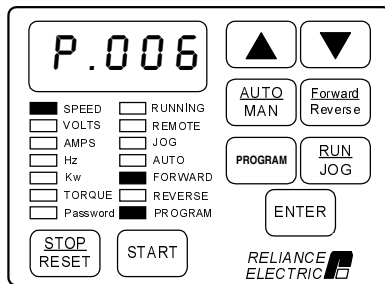 P.006
AUTO
MAN
Forward
Reverse
SPEED
RUNNING
VOLTS
REMOTE
AMPS
JOG
Hz
AUTO
Kw
FORWARD
TORQUE
REVERSE
Password
PROGRAM
PROGRAM
RUN
JOG
ENTER
STOP
RESET
START
RELIANCE
ELECTRIC